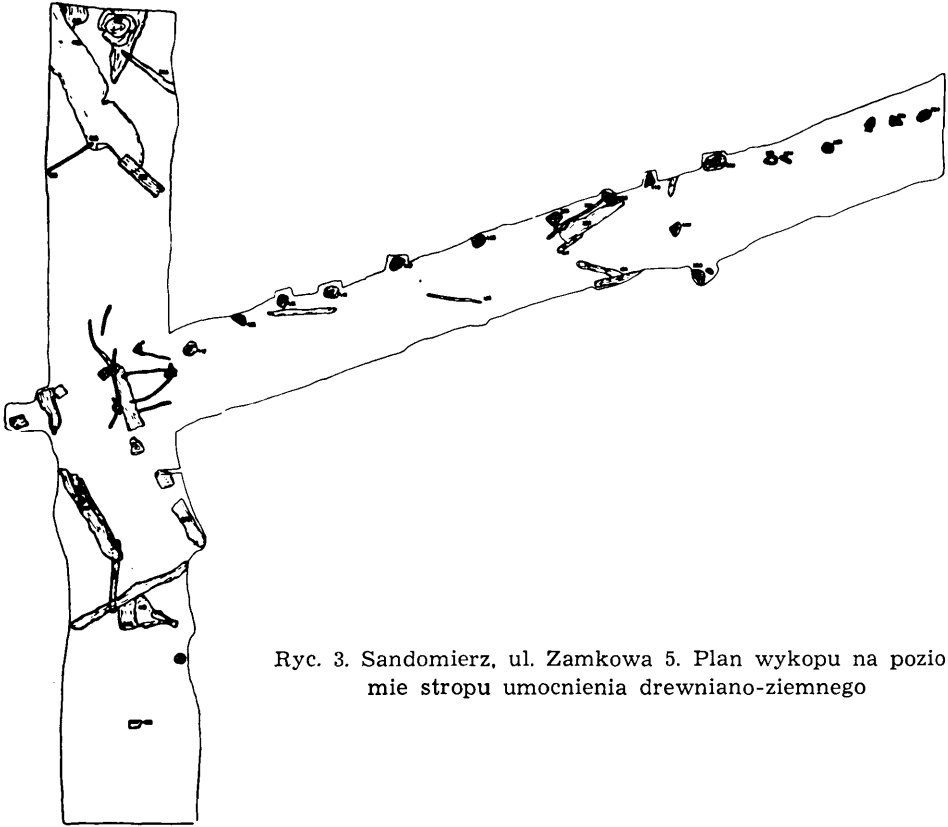 Ryc. 3. Sandomierz, ul. Zamkowa 5. Plan wykopu na pozio
mie stropu umocnienia drewniano-ziemnego